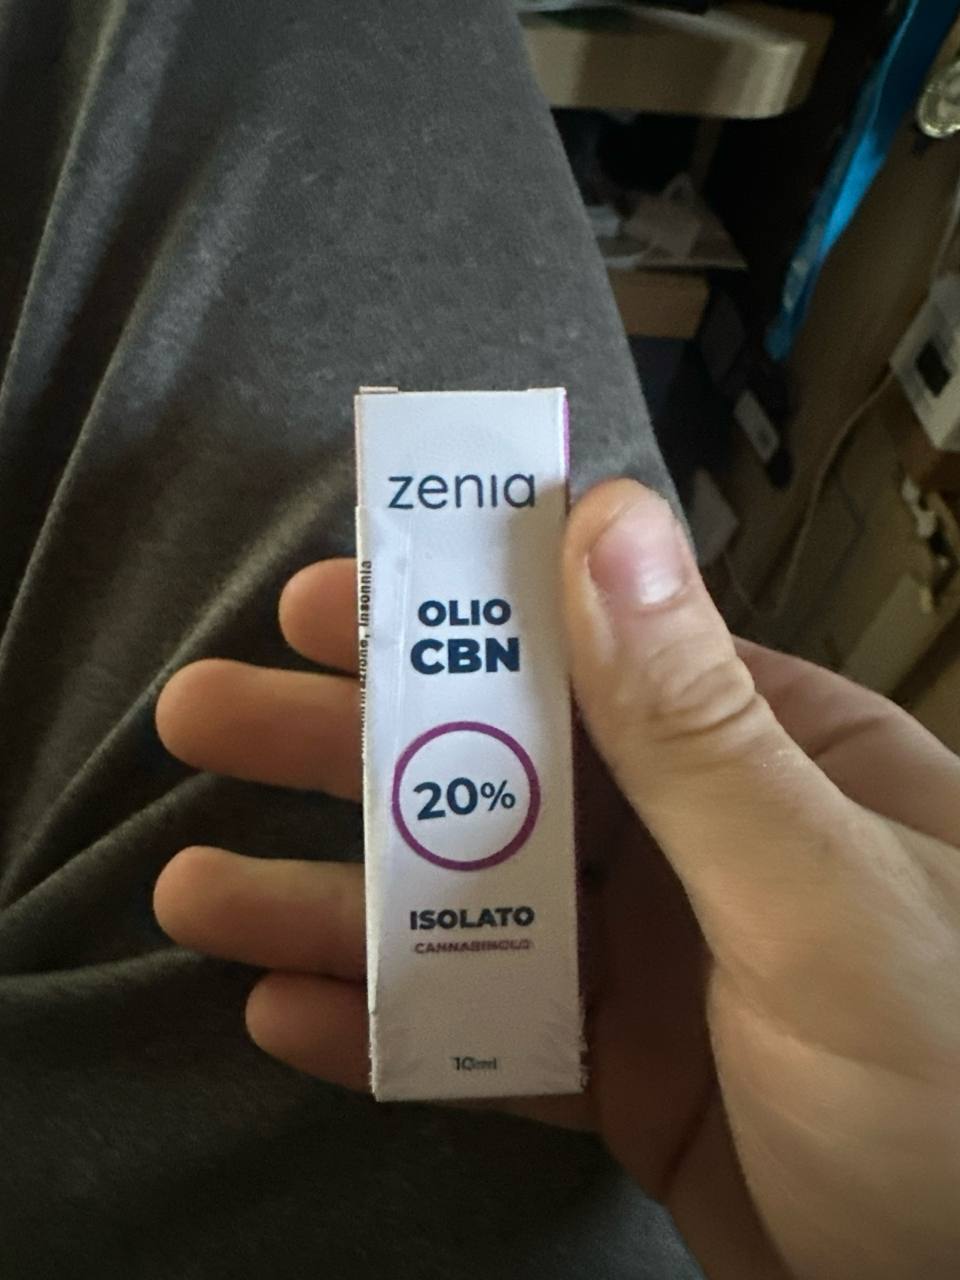 zenia
OLIO
CBN
20%
ISOLATO
CANNABINOLO
10ml
Insonnia